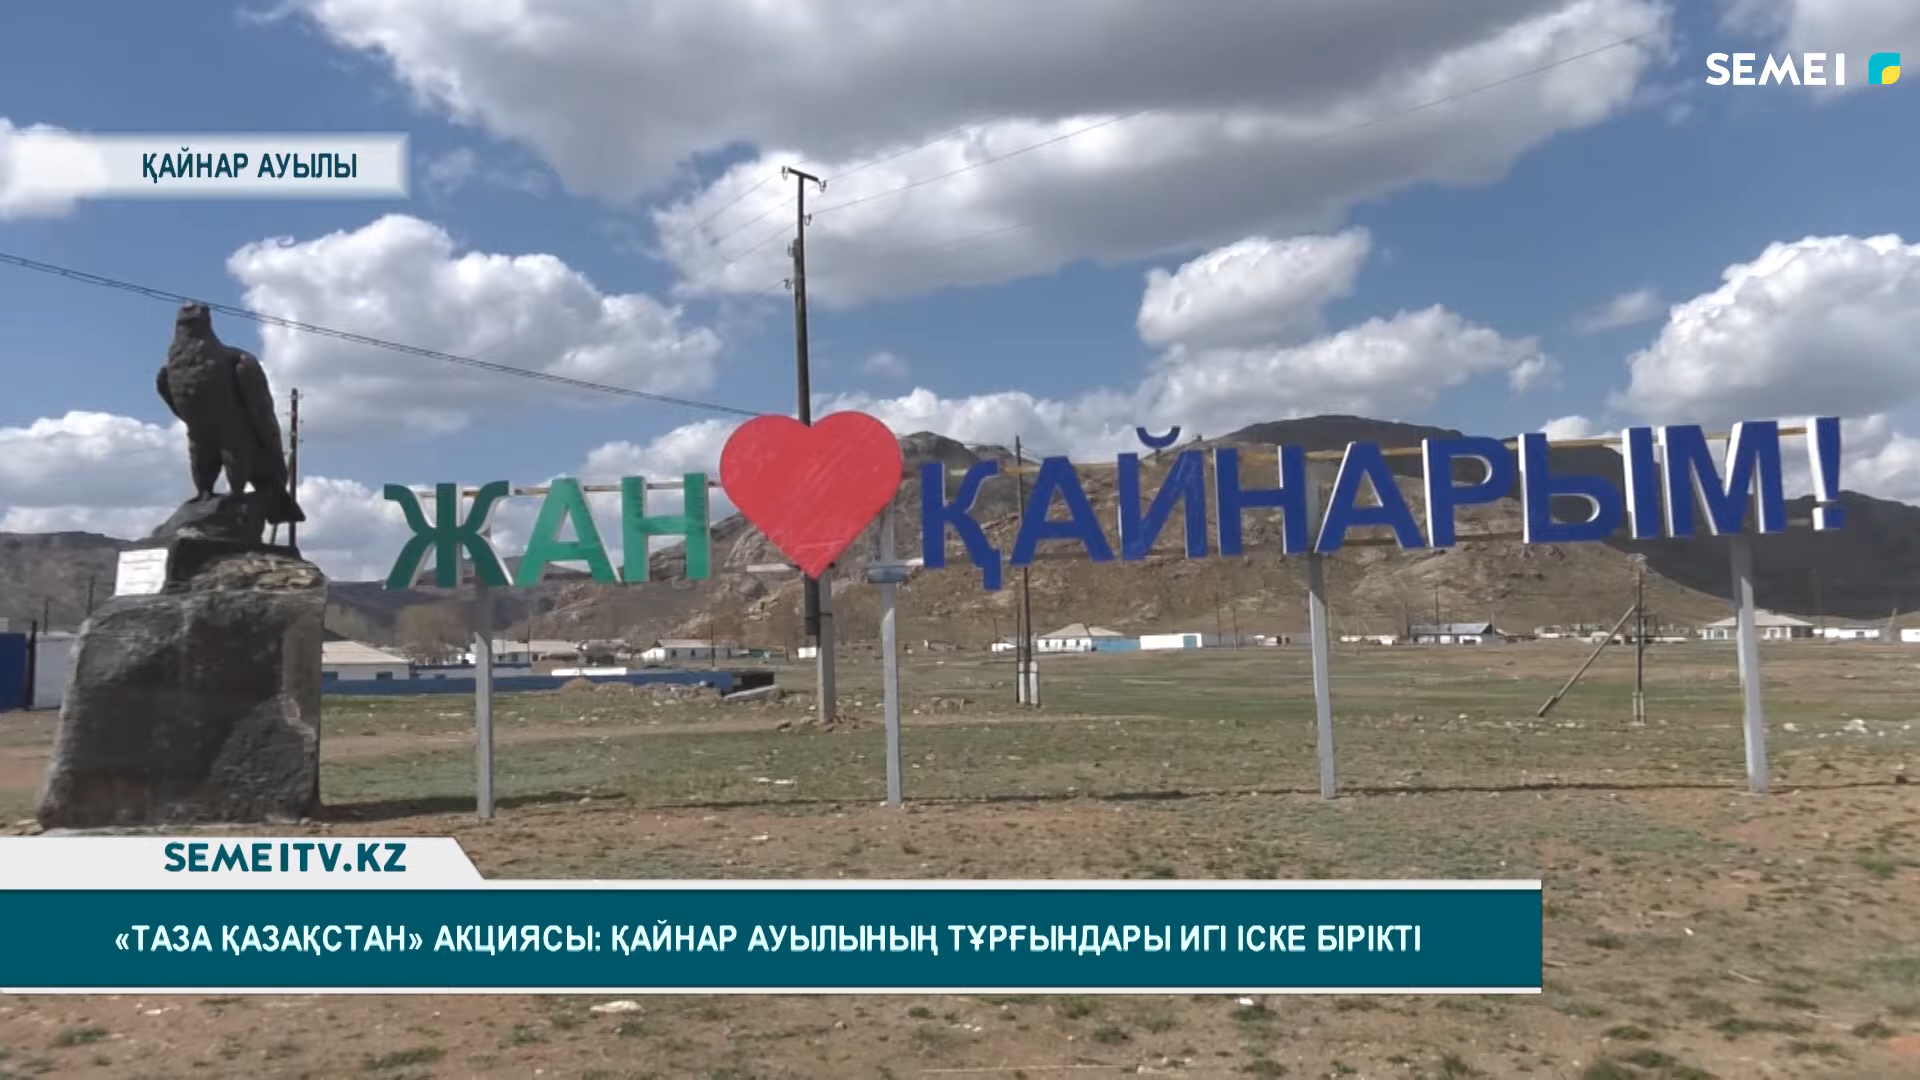 SEMEI
ҚАЙНАР АУЫЛЫ
ЖАН ҚАЙНАРЫМ!
SEMEITV.KZ
«ТАЗА ҚАЗАҚСТАН» АКЦИЯСЫ: ҚАЙНАР АУЫЛЫНЫҢ ТҰРҒЫНДАРЫ ИГІ ІСКЕ БІРІКТІ